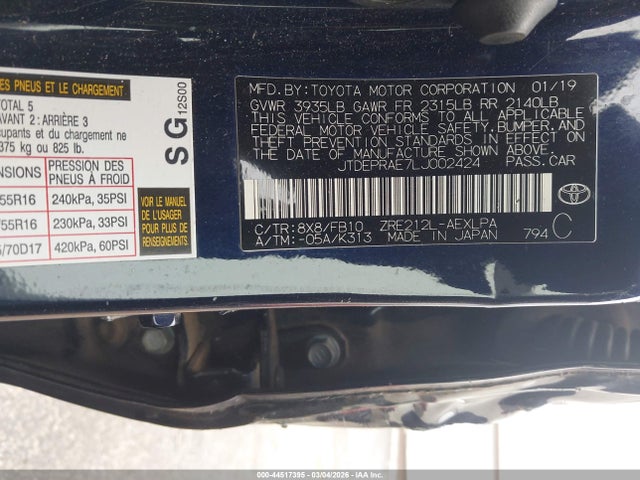 ES PNEUS ET LE CHARGEMENT
TOTAL 5
AVANT 2: ARRIÈRE 3
cupants et du chargement ne
375 kg ou 825 lb.
ENSIONS PRESSION DES PNEUS À FROID
55R16 240kPa, 35PSI
55R16 230kPa, 33PSI
/70D17 420kPa, 60PSI
VOIR LE MANUEL
DE L'USAGER
POUR PLUS DE
RENSEIGNEMENTS
SG 12S00
MFD. BY: TOYOTA MOTOR CORPORATION 01/19
GVWR 3935LB GAWR FR 2315LB RR 2140LB
THIS VEHICLE CONFORMS TO ALL APPLICABLE
FEDERAL MOTOR VEHICLE SAFETY, BUMPER, AND
THEFT PREVENTION STANDARDS IN EFFECT ON
THE DATE OF MANUFACTURE SHOWN ABOVE.
JTDEPRAE7LJ002424 PASS. CAR
C/TR: 8X8/FB10 ZRE212L-AEXLPA
A/TM: -05A/K313 MADE IN JAPAN 794 C
TOYOTA
000-44517395 - 03/04/2026 - IAA Inc.